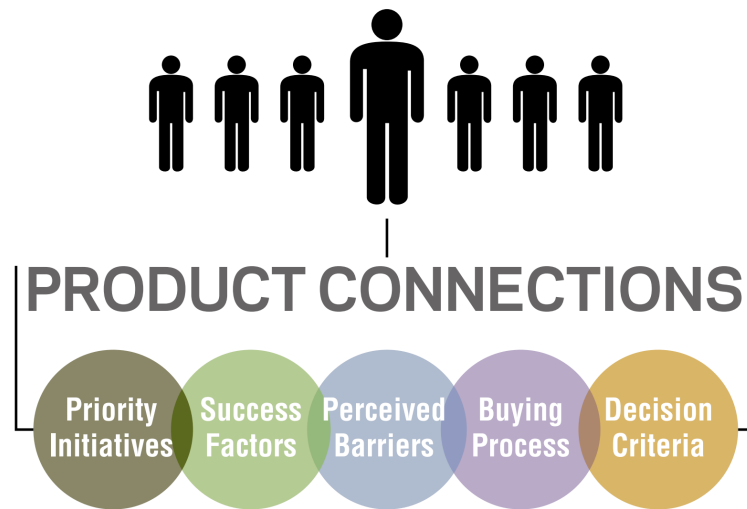 PRODUCT CONNECTIONS
Priority
Initiatives
Success
Factors
Perceived
Barriers
Buying
Process
Decision
Criteria